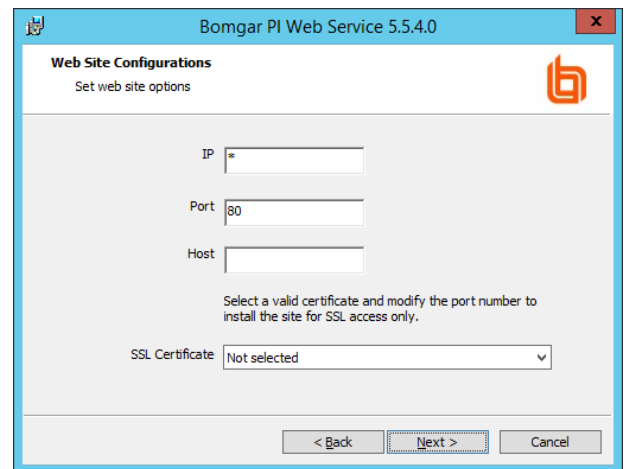 Bomgar PI Web Service 5.5.4.0
x
Web Site Configurations
Set web site options
IP *
Port 80
Host
Select a valid certificate and modify the port number to
install the site for SSL access only.
SSL Certificate Not selected
< Back Next > Cancel